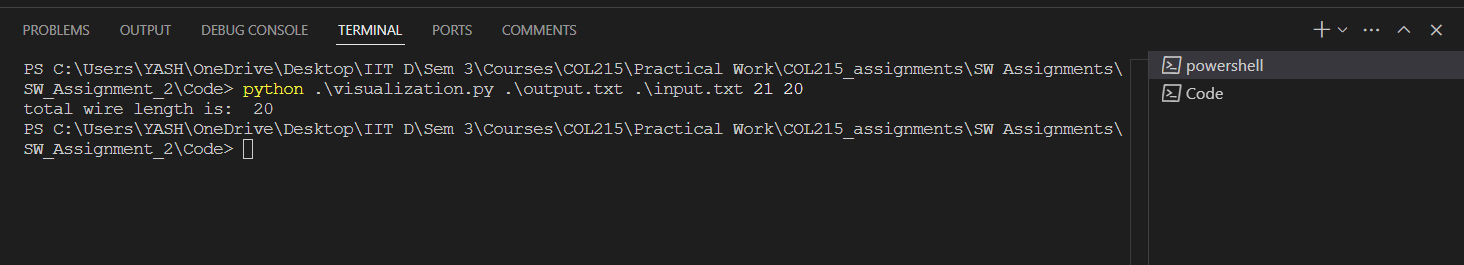 PROBLEMS OUTPUT DEBUG CONSOLE TERMINAL PORTS COMMENTS
PS C:\Users\YASH\OneDrive\Desktop\IIT D\Sem 3\Courses\COL215\Practical Work\COL215_assignments\SW Assignments\
SW_Assignment_2\Code> python .\visualization.py .\output.txt .\input.txt 21 20
total wire length is:  20
PS C:\Users\YASH\OneDrive\Desktop\IIT D\Sem 3\Courses\COL215\Practical Work\COL215_assignments\SW Assignments\
SW_Assignment_2\Code>
powershell
Code